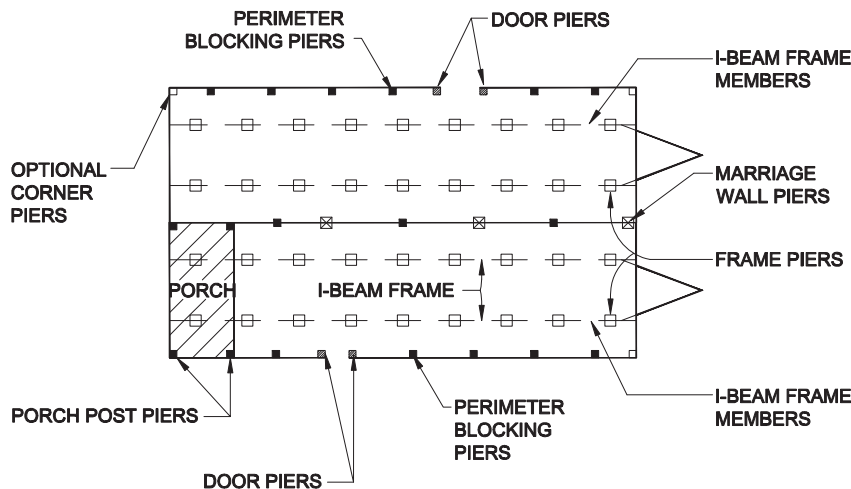 PERIMETER
BLOCKING PIERS
DOOR PIERS
I-BEAM FRAME
MEMBERS
OPTIONAL
CORNER
PIERS
MARRIAGE
WALL PIERS
FRAME PIERS
PORCH
I-BEAM FRAME
PORCH POST PIERS
DOOR PIERS
PERIMETER
BLOCKING
PIERS
I-BEAM FRAME
MEMBERS